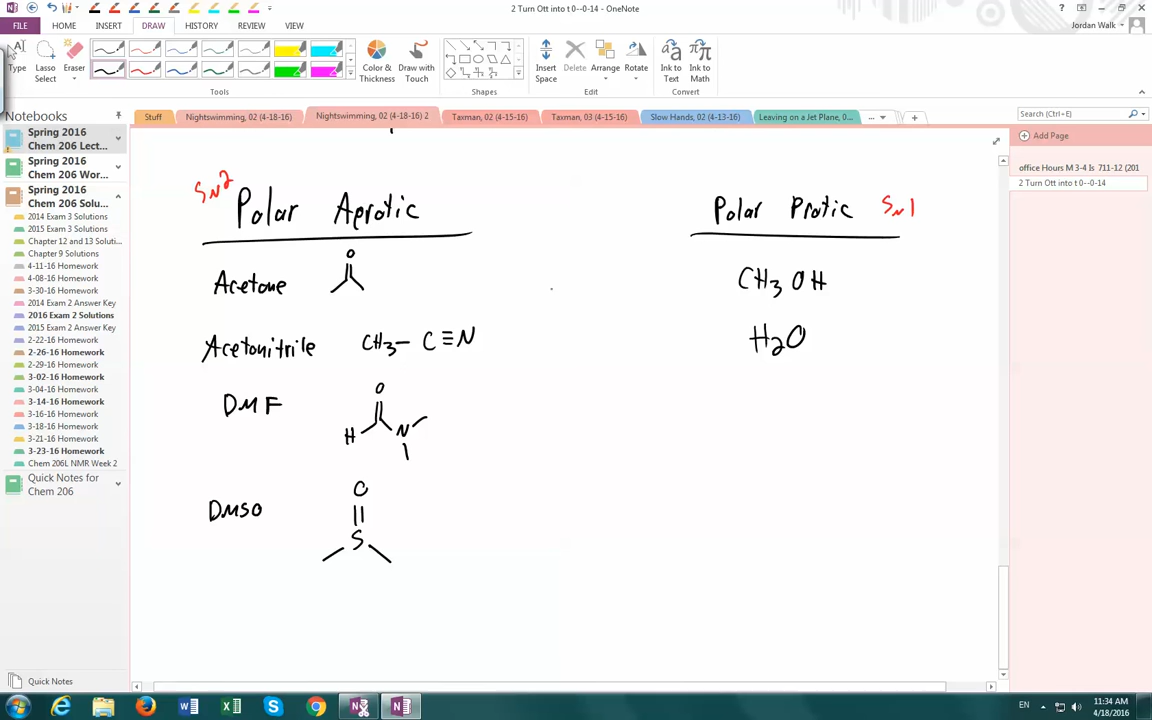 2 Turn Ott into t 0--0-14 - OneNote
FILE HOME INSERT DRAW HISTORY REVIEW VIEW
Jordan Walk
Type
Lasso Select
Eraser
Color & Thickness
Draw with Touch
Insert Space
Delete
Arrange
Rotate
Ink to Text
Ink to Math
Tools
Shapes
Edit
Convert
Notebooks
Stuff
Nightswimming, 02 (4-18-16)
Nightswimming, 02 (4-18-16) 2
Taxman, 02 (4-15-16)
Taxman, 03 (4-15-16)
Slow Hands, 02 (4-13-16)
Leaving on a Jet Plane, 0...
...
Search (Ctrl+E)
Spring 2016
Chem 206 Lect...
Spring 2016
Chem 206 Wor...
Spring 2016
Chem 206 Solu...
2014 Exam 3 Solutions
2015 Exam 3 Solutions
Chapter 12 and 13 Soluti...
Chapter 9 Solutions
4-11-16 Homework
4-08-16 Homework
3-30-16 Homework
2014 Exam 2 Answer Key
2016 Exam 2 Solutions
2015 Exam 2 Answer Key
2-22-16 Homework
2-26-16 Homework
2-29-16 Homework
3-02-16 Homework
3-04-16 Homework
3-14-16 Homework
3-16-16 Homework
3-18-16 Homework
3-21-16 Homework
3-23-16 Homework
Chem 206L NMR Week 2
Quick Notes for
Chem 206
Quick Notes
Add Page
office Hours M 3-4 Is 711-12 (201
2 Turn Ott into t 0--0-14
SN2 Polar Aprotic
Acetone O
Acetonitrile CH3- C≡N
DMF O
H N
DMSO O
S
Polar Protic SN1
CH3OH
H2O
EN
11:34 AM
4/18/2016